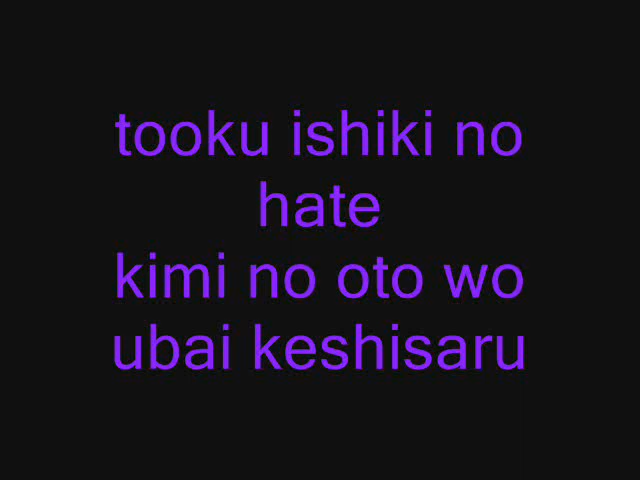 tooku ishiki no
hate
kimi no oto wo
ubai keshisaru